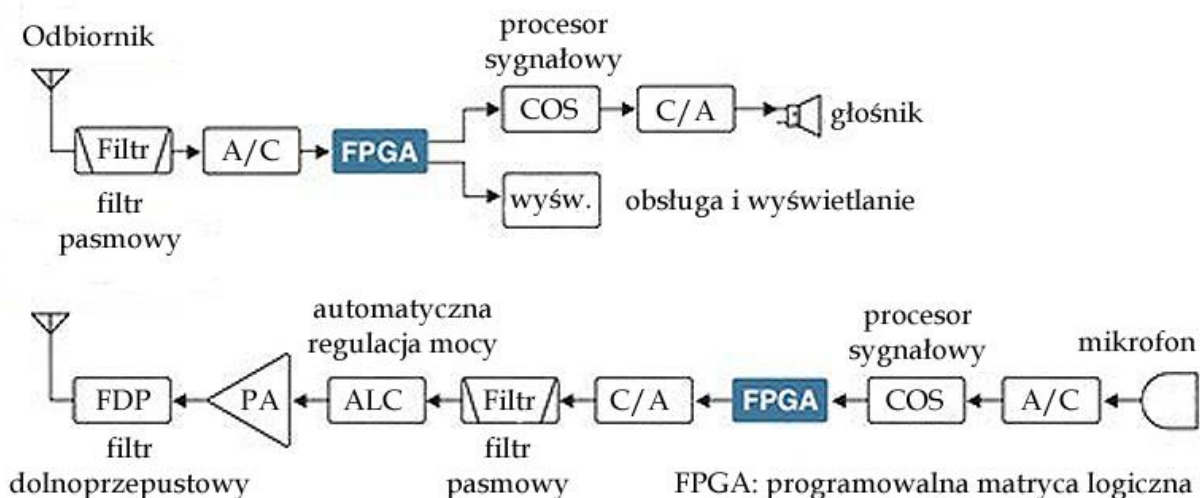 Odbiornik
procesor
sygnałowy
Filtr
A/C
FPGA
COS
C/A
głośnik
wyśw.
obsługa i wyświetlanie
filtr
pasmowy
automatyczna
regulacja mocy
procesor
sygnałowy
mikrofon
FDP
PA
ALC
Filtr
C/A
FPGA
COS
A/C
filtr
dolnoprzepustowy
filtr
pasmowy
FPGA: programowalna matryca logiczna